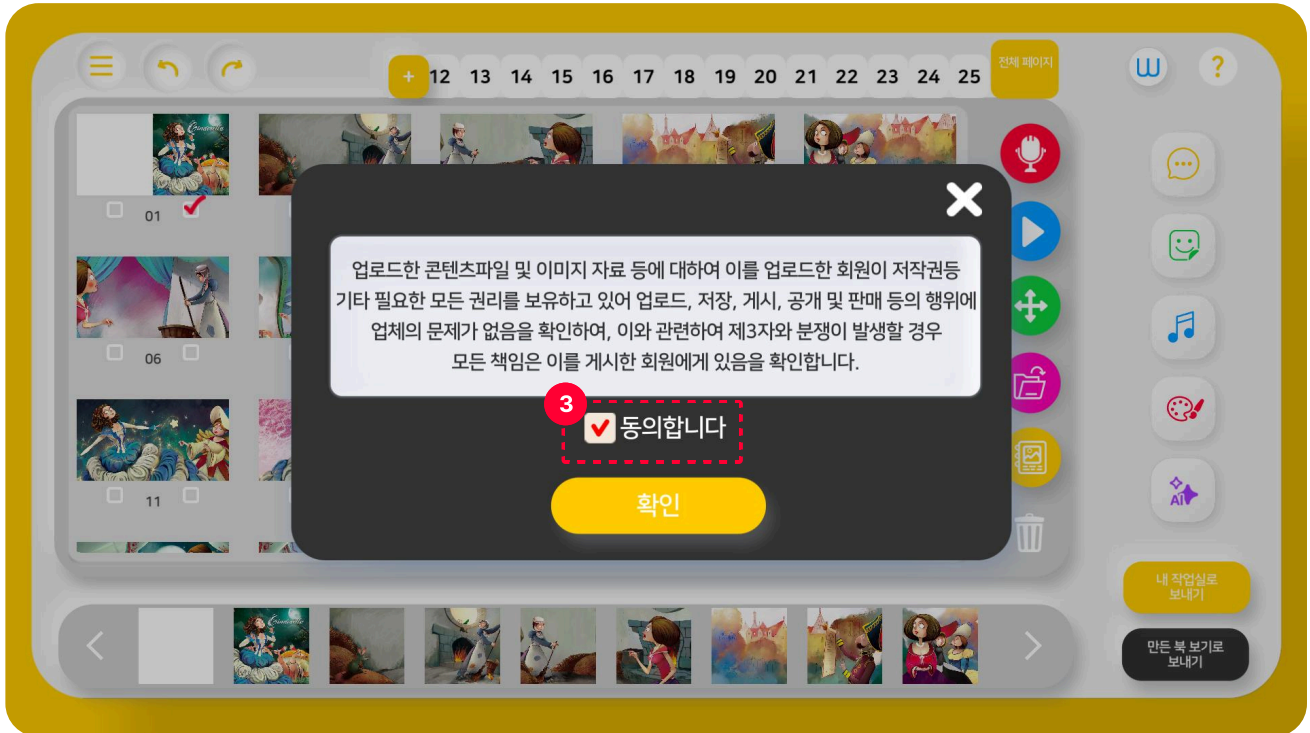 + 12 13 14 15 16 17 18 19 20 21 22 23 24 25
전체 페이지
W ?
Cinderella
01
업로드한 콘텐츠파일 및 이미지 자료 등에 대하여 이를 업로드한 회원이 저작권등
기타 필요한 모든 권리를 보유하고 있어 업로드, 저장, 게시, 공개 및 판매 등의 행위에
업체의 문제가 없음을 확인하여, 이와 관련하여 제3자와 분쟁이 발생할 경우
모든 책임은 이를 게시한 회원에게 있음을 확인합니다.
06
3
동의합니다
11
확인
AI
내 작업실로
보내기
Cinderella
만든 북 보기로
보내기